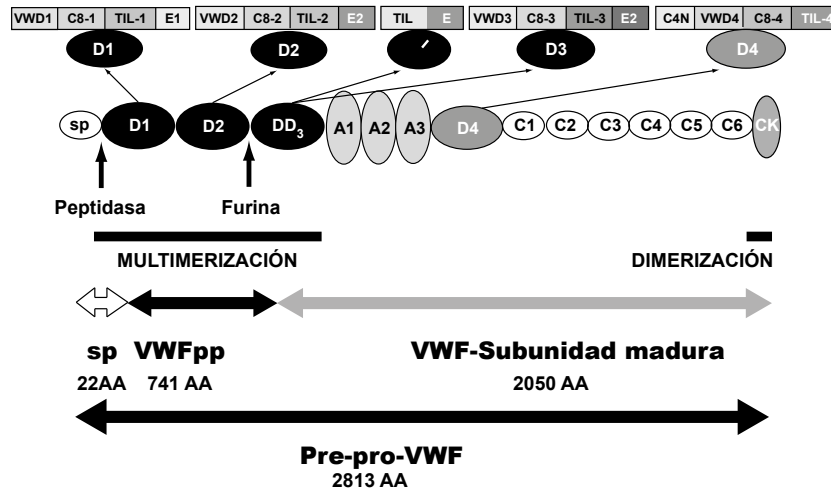 VWD1 C8-1 TIL-1 E1 VWD2 C8-2 TIL-2 E2 TIL E VWD3 C8-3 TIL-3 E2 C4N VWD4 C8-4 TIL-4
D1 D2 D3 D4
sp D1 D2 DD3 A1 A2 A3 D4 C1 C2 C3 C4 C5 C6 CK
Peptidasa Furina
MULTIMERIZACIÓN DIMERIZACIÓN
sp VWFpp VWF-Subunidad madura
22AA 741 AA 2050 AA
Pre-pro-VWF
2813 AA